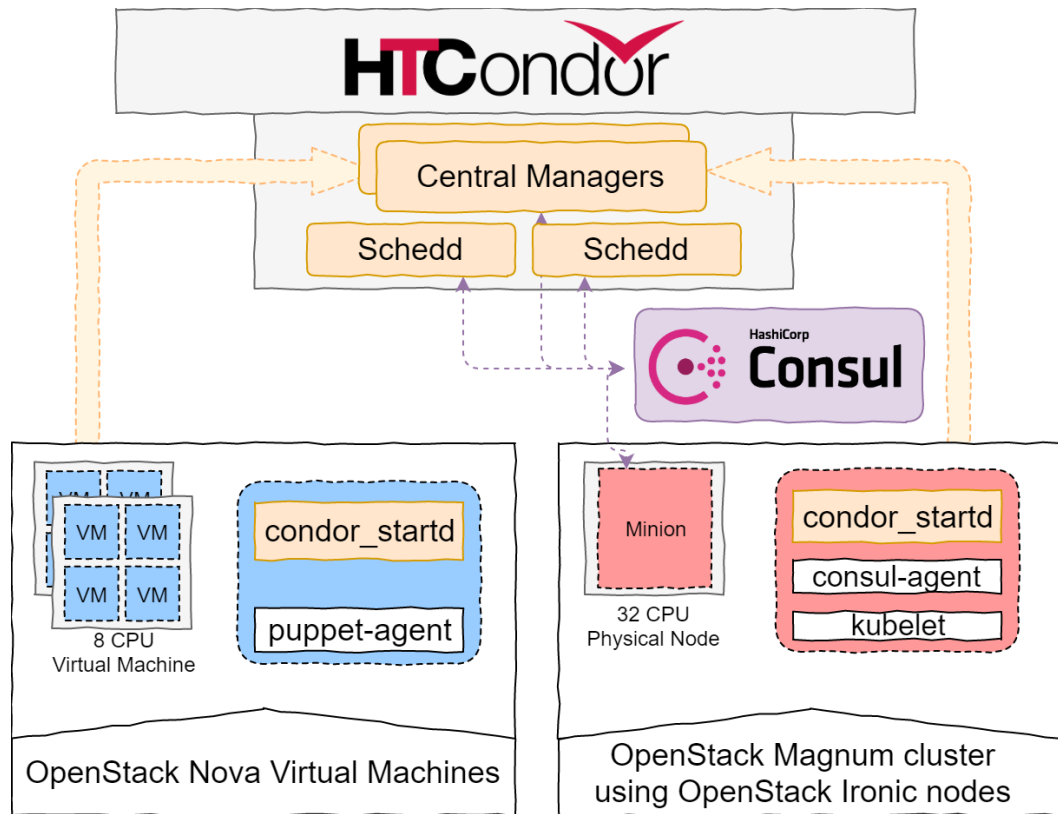 HTCondor
Central Managers
Schedd
Schedd
HashiCorp
Consul
VM VM
VM VM
VM VM
8 CPU
Virtual Machine
condor_startd
puppet-agent
Minion
32 CPU
Physical Node
condor_startd
consul-agent
kubelet
OpenStack Nova Virtual Machines
OpenStack Magnum cluster
using OpenStack Ironic nodes